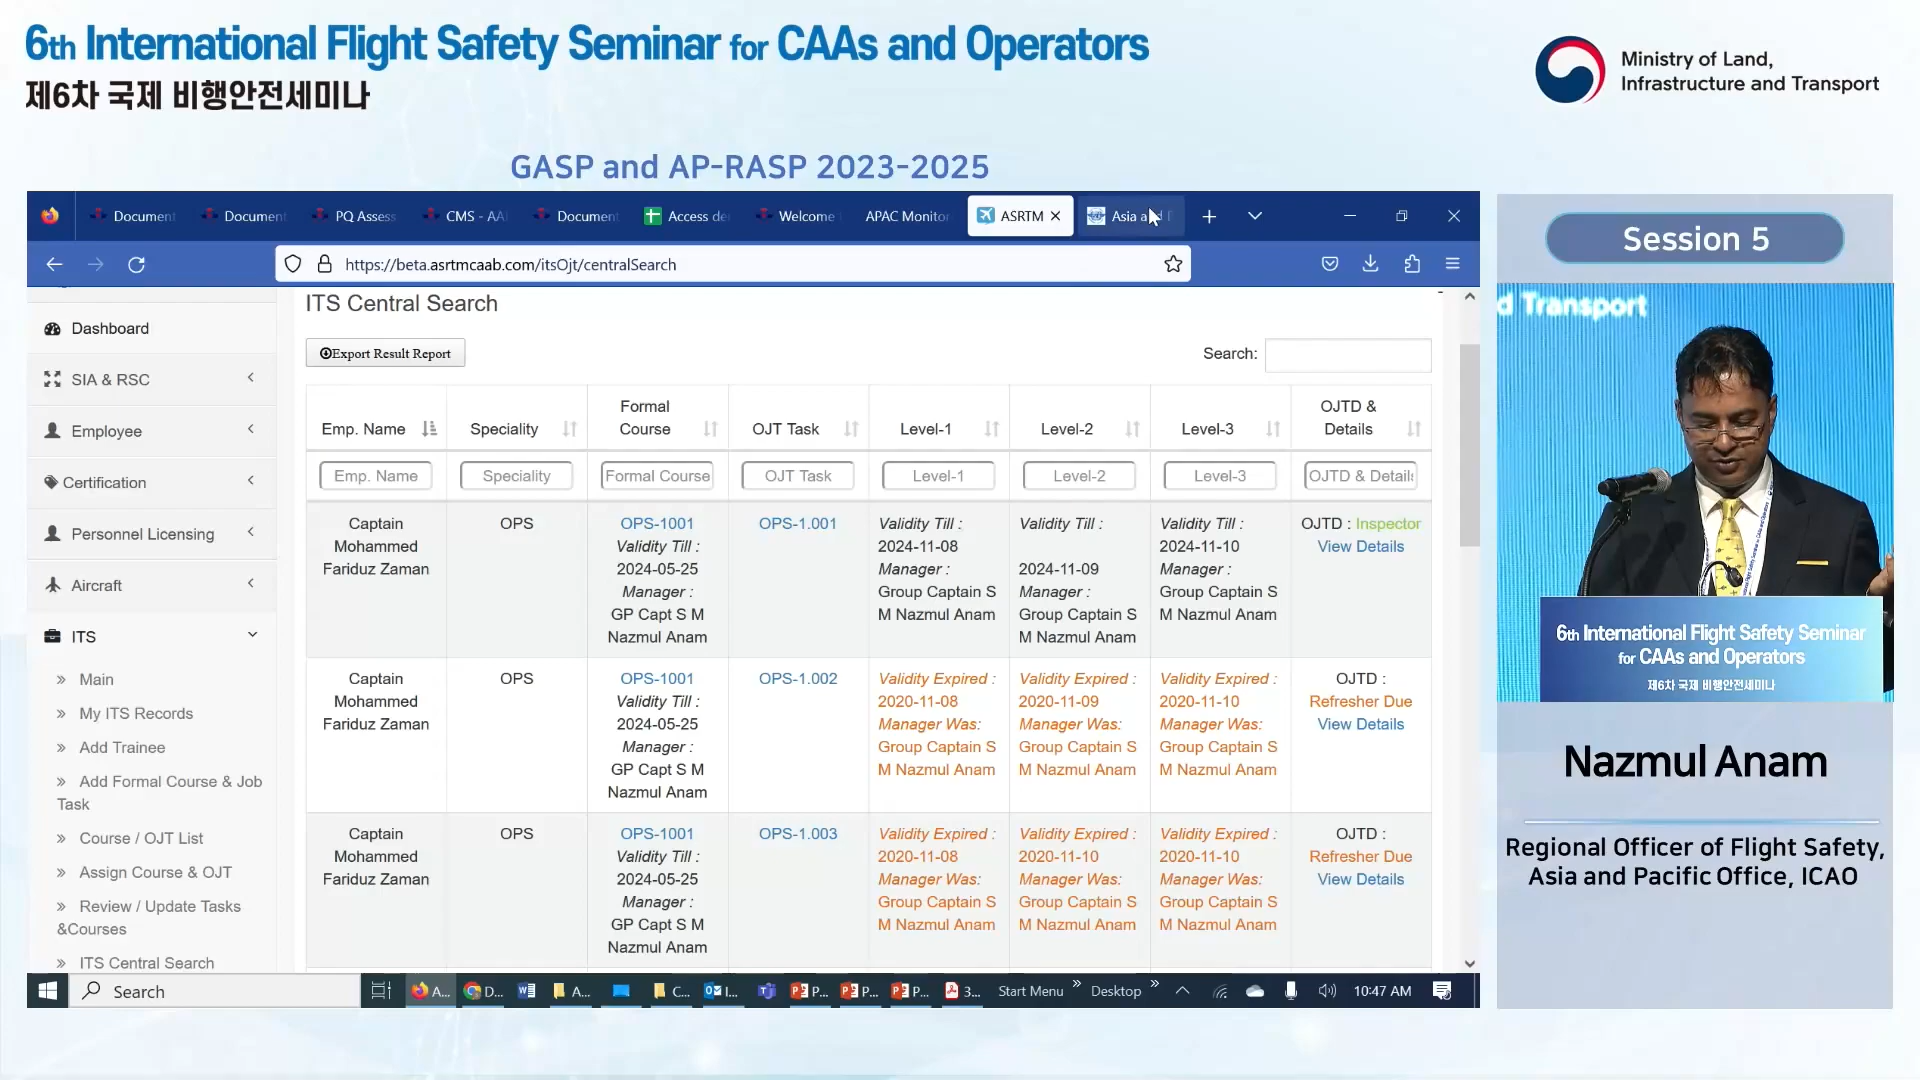 6th International Flight Safety Seminar for CAAs and Operators
제6차 국제 비행안전세미나
Ministry of Land,
Infrastructure and Transport
GASP and AP-RASP 2023-2025
Document
Document
PQ Assess
CMS - AA
Document
Access de
Welcome
APAC Monitor
ASRTM
Asia a
https://beta.asrtmcaab.com/itsOjt/centralSearch
Dashboard
SIA & RSC
Employee
Certification
Personnel Licensing
Aircraft
ITS
Main
My ITS Records
Add Trainee
Add Formal Course & Job
Task
Course / OJT List
Assign Course & OJT
Review / Update Tasks
&Courses
ITS Central Search
ITS Central Search
Export Result Report
Search:
Emp. Name
Speciality
Formal
Course
OJT Task
Level-1
Level-2
Level-3
OJTD &
Details
Emp. Name
Speciality
Formal Course
OJT Task
Level-1
Level-2
Level-3
OJTD & Details
Captain
Mohammed
Fariduz Zaman
OPS
OPS-1001
Validity Till :
2024-05-25
Manager :
GP Capt S M
Nazmul Anam
OPS-1.001
Validity Till :
2024-11-08
Manager :
Group Captain S
M Nazmul Anam
Validity Till :
2024-11-09
Manager :
Group Captain S
M Nazmul Anam
Validity Till :
2024-11-10
Manager :
Group Captain S
M Nazmul Anam
OJTD : Inspector
View Details
Captain
Mohammed
Fariduz Zaman
OPS
OPS-1001
Validity Till :
2024-05-25
Manager :
GP Capt S M
Nazmul Anam
OPS-1.002
Validity Expired :
2020-11-08
Manager Was:
Group Captain S
M Nazmul Anam
Validity Expired :
2020-11-09
Manager Was:
Group Captain S
M Nazmul Anam
Validity Expired :
2020-11-10
Manager Was:
Group Captain S
M Nazmul Anam
OJTD :
Refresher Due
View Details
Captain
Mohammed
Fariduz Zaman
OPS
OPS-1001
Validity Till :
2024-05-25
Manager :
GP Capt S M
Nazmul Anam
OPS-1.003
Validity Expired :
2020-11-08
Manager Was:
Group Captain S
M Nazmul Anam
Validity Expired :
2020-11-10
Manager Was:
Group Captain S
M Nazmul Anam
Validity Expired :
2020-11-10
Manager Was:
Group Captain S
M Nazmul Anam
OJTD :
Refresher Due
View Details
Search
A...
D...
A...
C...
I...
P...
P...
P...
3...
Start Menu
Desktop
10:47 AM
Session 5
d Transport
6th International Flight Safety Seminar
for CAAs and Operators
제6차 국제 비행안전세미나
Nazmul Anam
Regional Officer of Flight Safety,
Asia and Pacific Office, ICAO